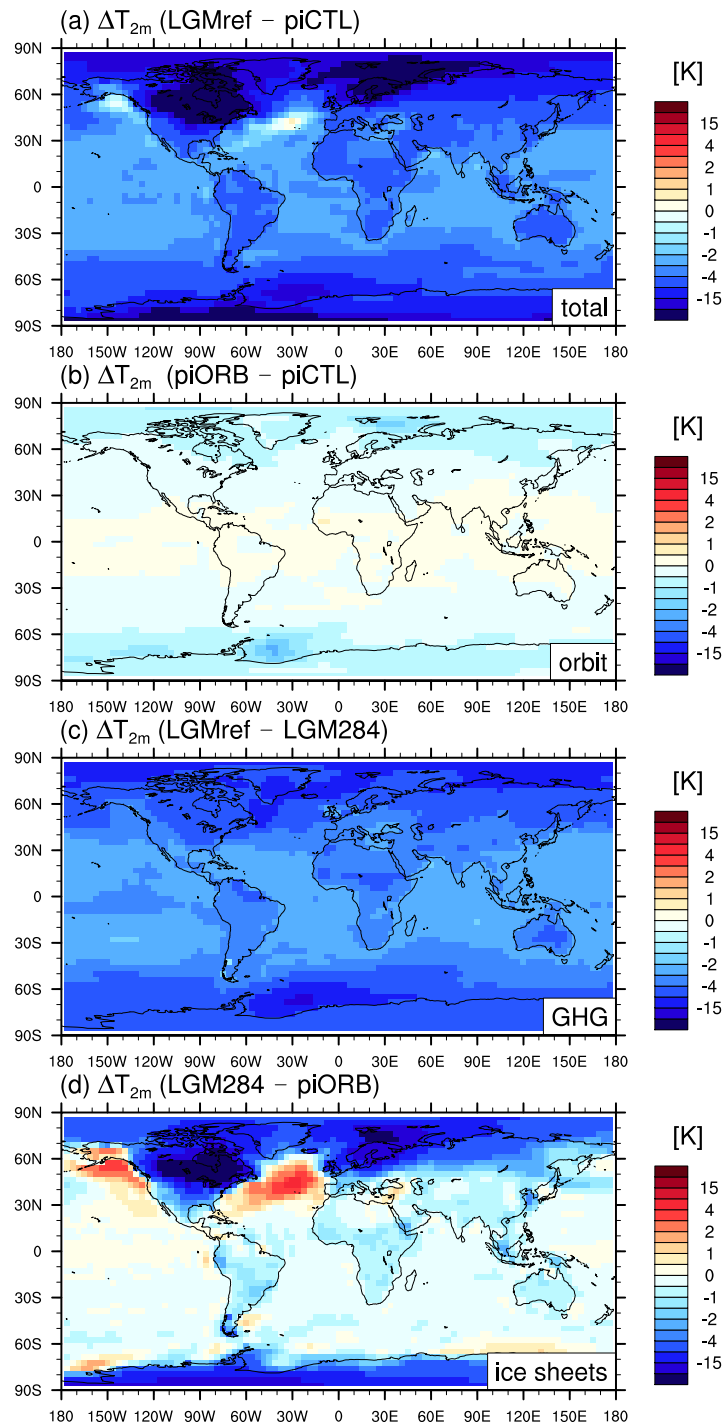 (a) ΔT2m (LGMref − piCTL)
[K]
90N
60N
30N
0
30S
60S
90S
180 150W 120W 90W 60W 30W 0 30E 60E 90E 120E 150E 180
total
15
4
2
1
0
-1
-2
-4
-15
(b) ΔT2m (piORB − piCTL)
[K]
90N
60N
30N
0
30S
60S
90S
180 150W 120W 90W 60W 30W 0 30E 60E 90E 120E 150E 180
orbit
15
4
2
1
0
-1
-2
-4
-15
(c) ΔT2m (LGMref − LGM284)
[K]
90N
60N
30N
0
30S
60S
90S
180 150W 120W 90W 60W 30W 0 30E 60E 90E 120E 150E 180
GHG
15
4
2
1
0
-1
-2
-4
-15
(d) ΔT2m (LGM284 − piORB)
[K]
90N
60N
30N
0
30S
60S
90S
180 150W 120W 90W 60W 30W 0 30E 60E 90E 120E 150E 180
ice sheets
15
4
2
1
0
-1
-2
-4
-15